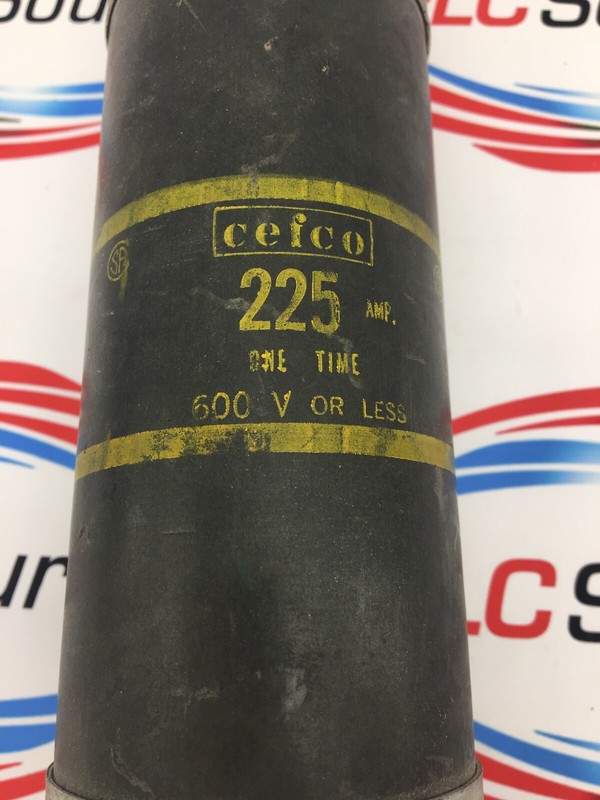 cefco
225 AMP.
ONE TIME
600 V OR LESS